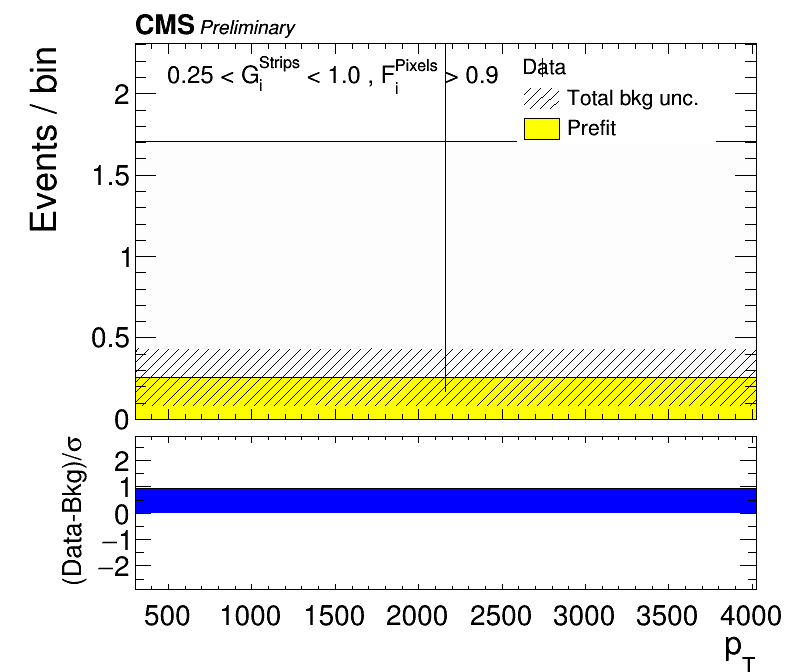 CMS Preliminary
Events / bin
0.25 < G_i^Strips < 1.0 , F_i^Pixels > 0.9
Data
Total bkg unc.
Prefit
2
1.5
1
0.5
0
(Data-Bkg)/σ
2
1
0
−1
−2
500 1000 1500 2000 2500 3000 3500 4000
p_T